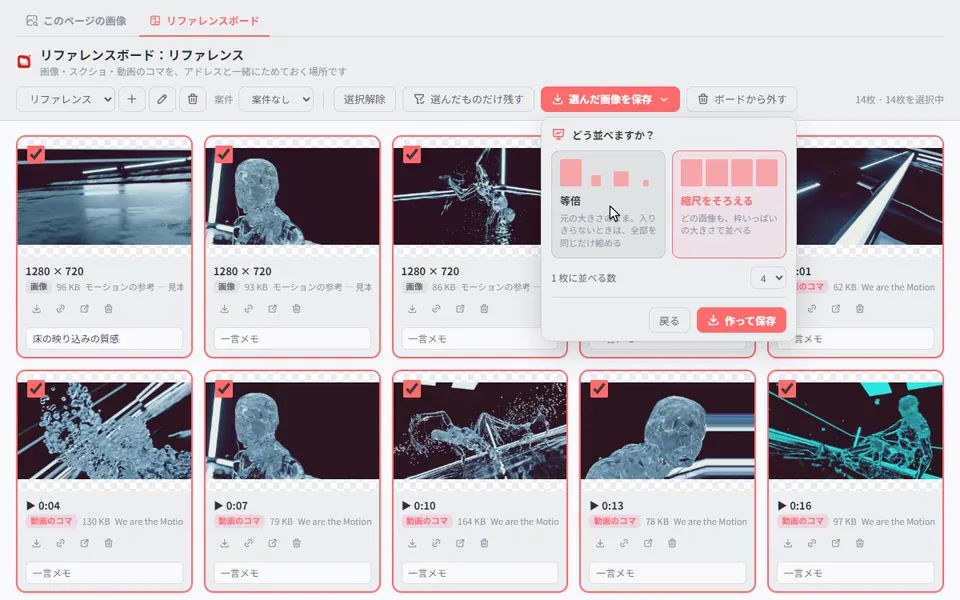 このページの画像
リファレンスボード
リファレンスボード：リファレンス
画像・スクショ・動画のコマを、アドレスと一緒にためておく場所です
リファレンス
案件
案件なし
選択解除
選んだものだけ残す
選んだ画像を保存
ボードから外す
14枚・14枚を選択中
どう並べますか？
等倍
元の大きさ
ま。入り
きらないときは、全部を
同じだけ縮める
縮尺をそろえる
どの画像も、枠いっぱい
の大きさで並べる
1 枚に並べる数
4
戻る
作って保存
1280 × 720
画像 96 KB モーションの参考 — 見本
床の映り込みの質感
1280 × 720
画像 93 KB モーションの参考 — 見本
一言メモ
1280 × 720
画像 86 KB モーションの参考 —
一言メモ
:01
のコマ 62 KB We are the Motion
一言メモ
0:04
動画のコマ 130 KB We are the Motio
一言メモ
0:07
動画のコマ 79 KB We are the Motion
一言メモ
0:10
動画のコマ 164 KB We are the Motio
一言メモ
0:13
動画のコマ 78 KB We are the Motion
一言メモ
0:16
動画のコマ 97 KB We are the Motion
一言メモ